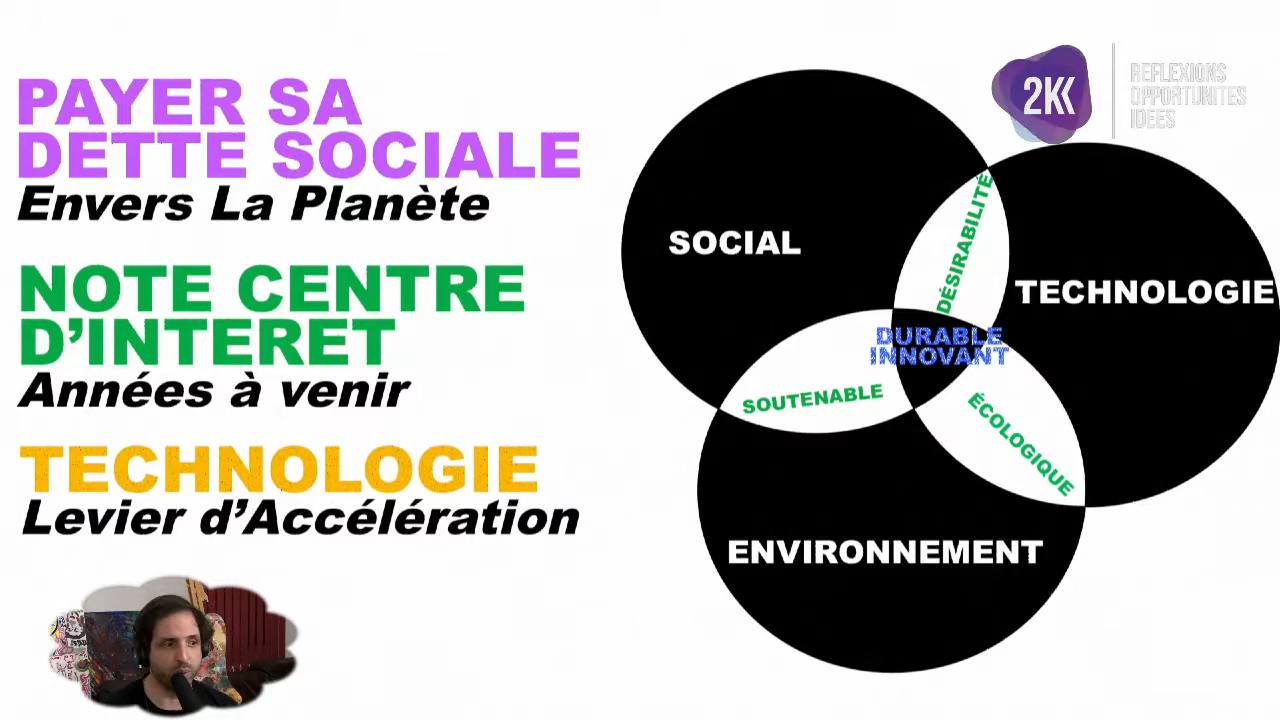 PAYER SA
DETTE SOCIALE
Envers La Planète
NOTE CENTRE
D'INTERET
Années à venir
TECHNOLOGIE
Levier d'Accélération
2K
REFLEXIONS
OPPORTUNITES
IDEES
SOCIAL
DÉSIRABILITÉ
TECHNOLOGIE
DURABLE
INNOVANT
SOUTENABLE
ÉCOLOGIQUE
ENVIRONNEMENT